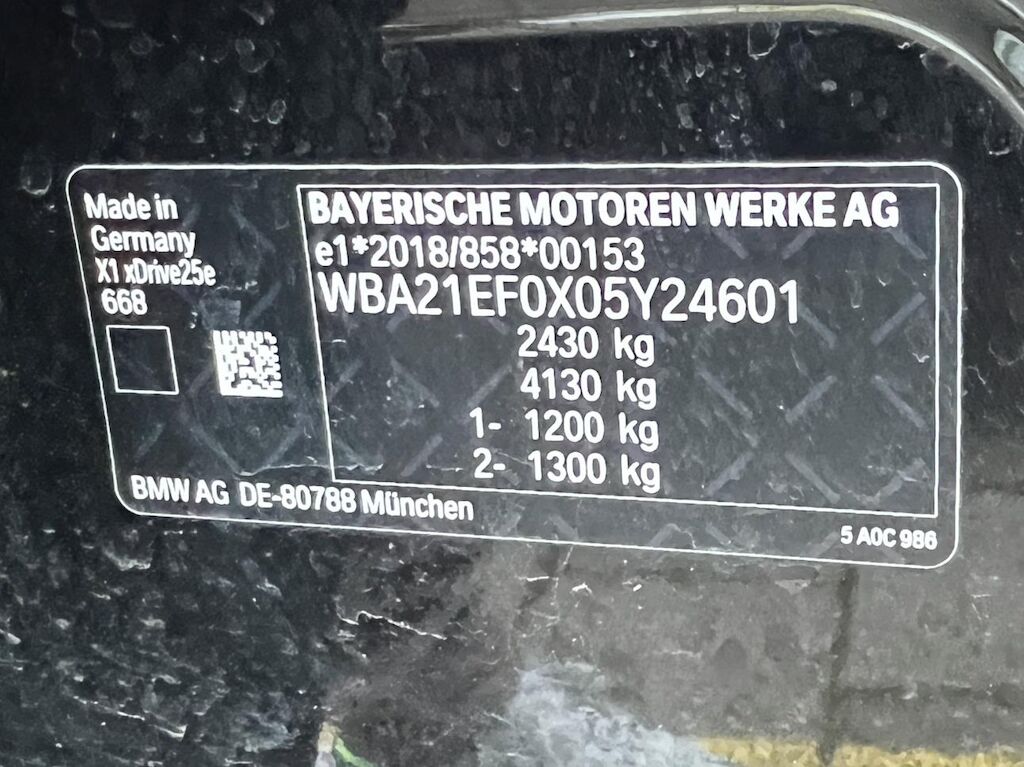 Made in
Germany
X1 xDrive25e
668
BAYERISCHE MOTOREN WERKE AG
e1*2018/858*00153
WBA21EF0X05Y24601
2430 kg
4130 kg
1- 1200 kg
2- 1300 kg
BMW AG DE-80788 München
5 A0C 986